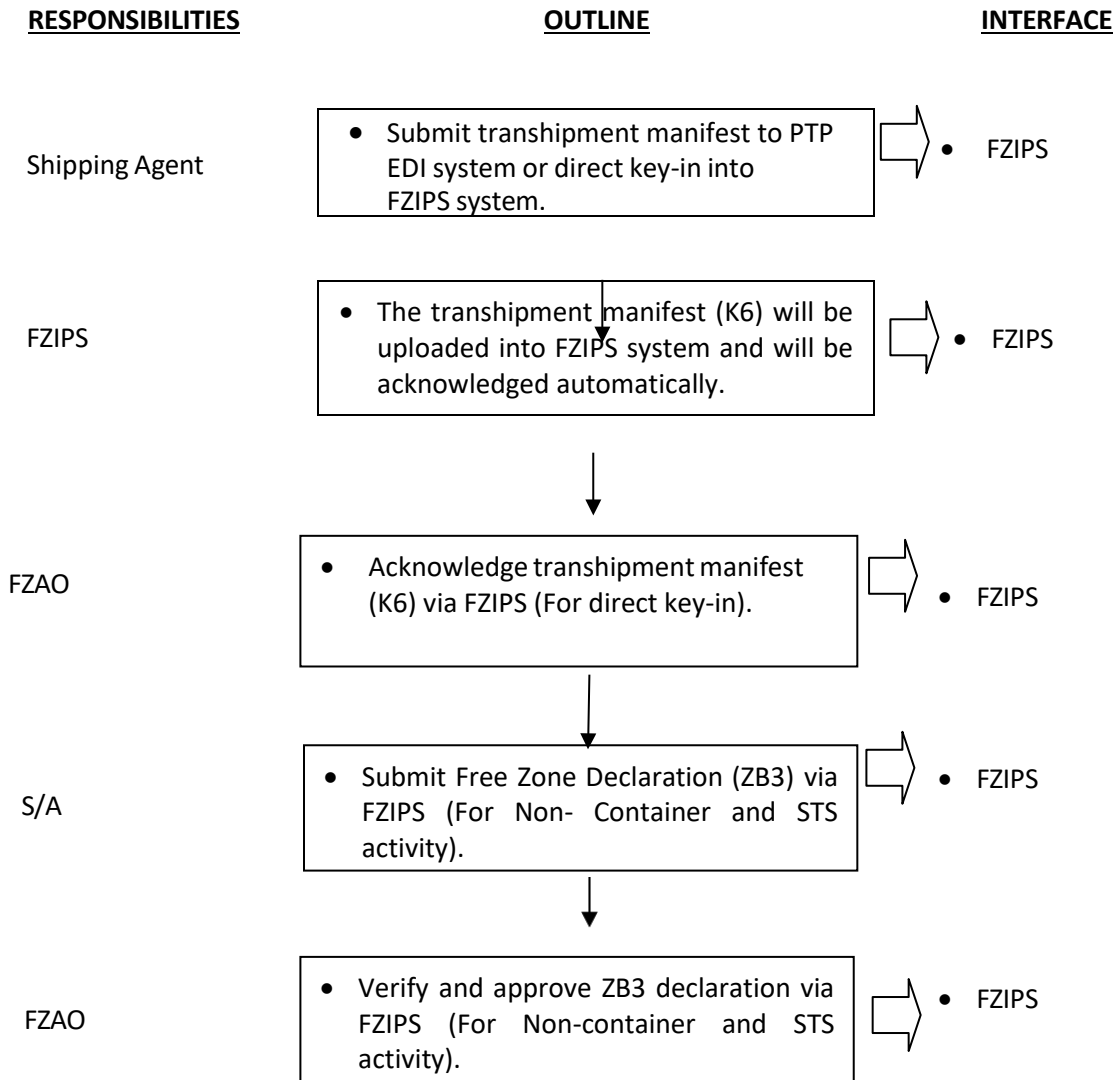 RESPONSIBILITIES OUTLINE INTERFACE
Shipping Agent
• Submit transhipment manifest to PTP
EDI system or direct key-in into
FZIPS system.
• FZIPS
FZIPS
• The transhipment manifest (K6) will be
uploaded into FZIPS system and will be
acknowledged automatically.
• FZIPS
FZAO
• Acknowledge transhipment manifest
(K6) via FZIPS (For direct key-in).
• FZIPS
S/A
• Submit Free Zone Declaration (ZB3) via
FZIPS (For Non- Container and STS
activity).
• FZIPS
FZAO
• Verify and approve ZB3 declaration via
FZIPS (For Non-container and STS
activity).
• FZIPS